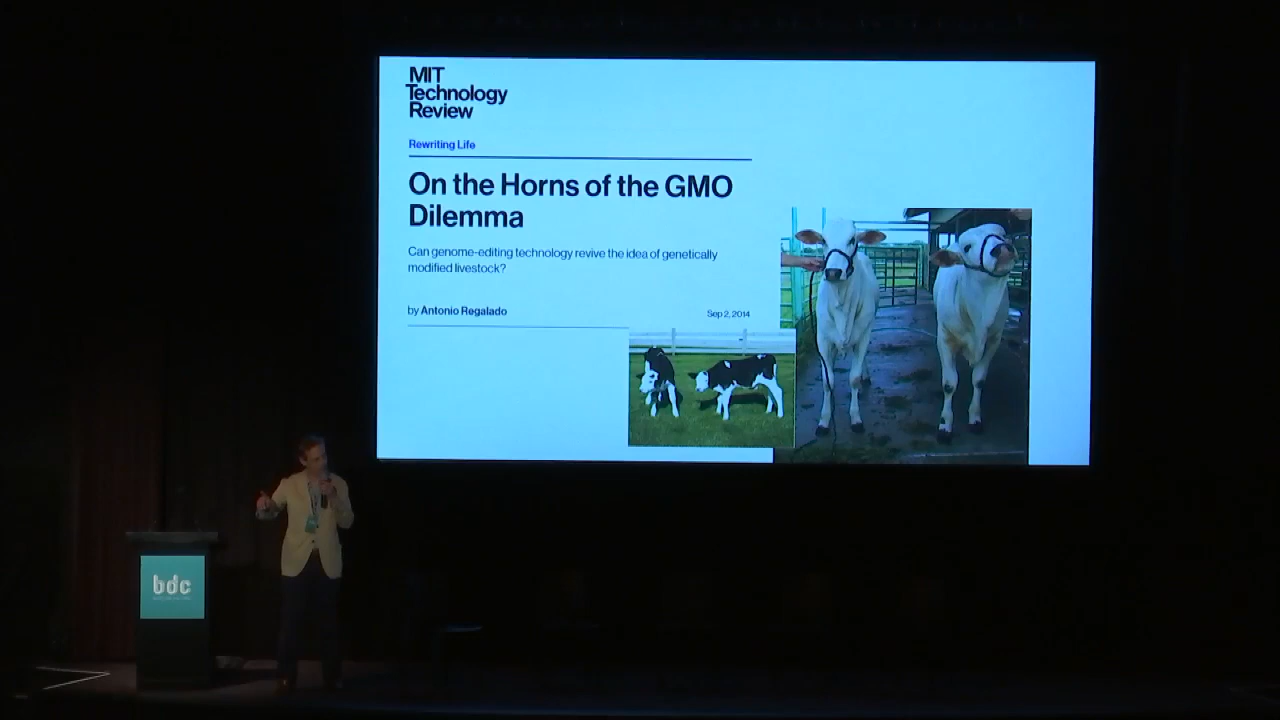 MIT
Technology
Review
Rewriting Life
On the Horns of the GMO
Dilemma
Can genome-editing technology revive the idea of genetically
modified livestock?
by Antonio Regalado
Sep 2, 2014
bdc